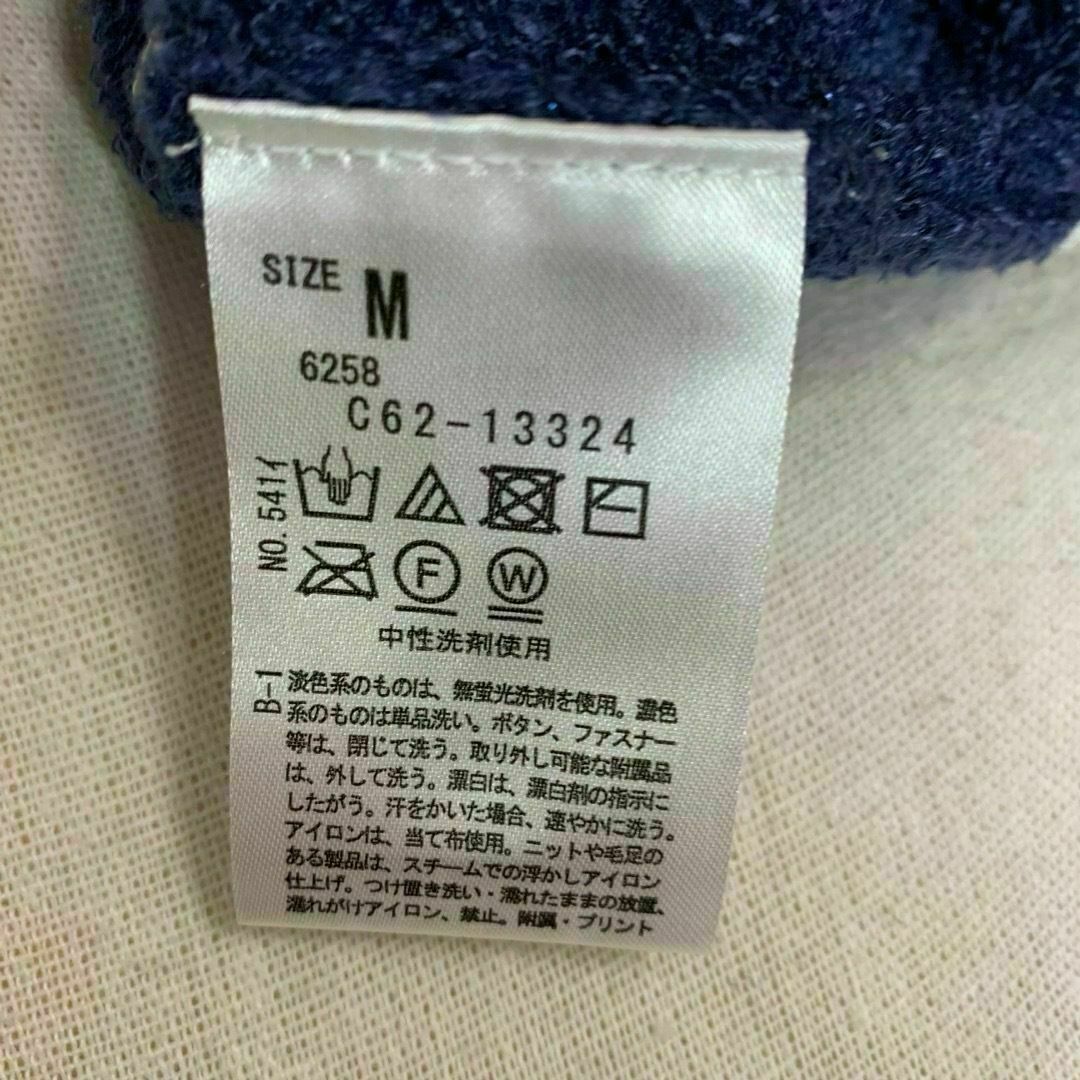 SIZE M
6258
C62-13324
NO. 541イ
F W
中性洗剤使用
B-1
淡色系のものは、無蛍光洗剤を使用。濃色
系のものは単品洗い。ボタン、ファスナー
等は、閉じて洗う。取り外し可能な附属品
は、外して洗う。漂白は、漂白剤の指示に
したがう。汗をかいた場合、速やかに洗う。
アイロンは、当て布使用。ニットや毛足の
ある製品は、スチームでの浮かしアイロン
仕上げ。つけ置き洗い・濡れたままの放置、
濡れがけアイロン、禁止。附属・プリント